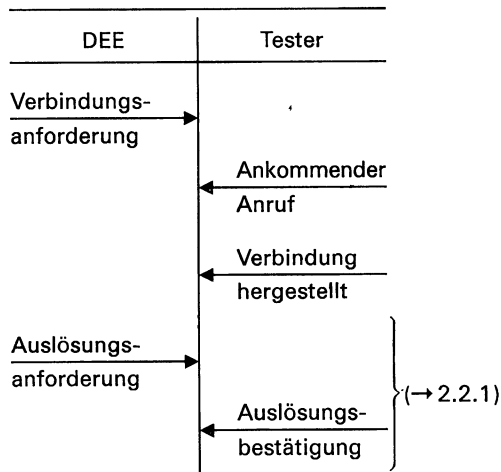 DEE Tester
Verbindungs-
anforderung
Ankommender
Anruf
Verbindung
hergestellt
Auslösungs-
anforderung
(→ 2.2.1)
Auslösungs-
bestätigung